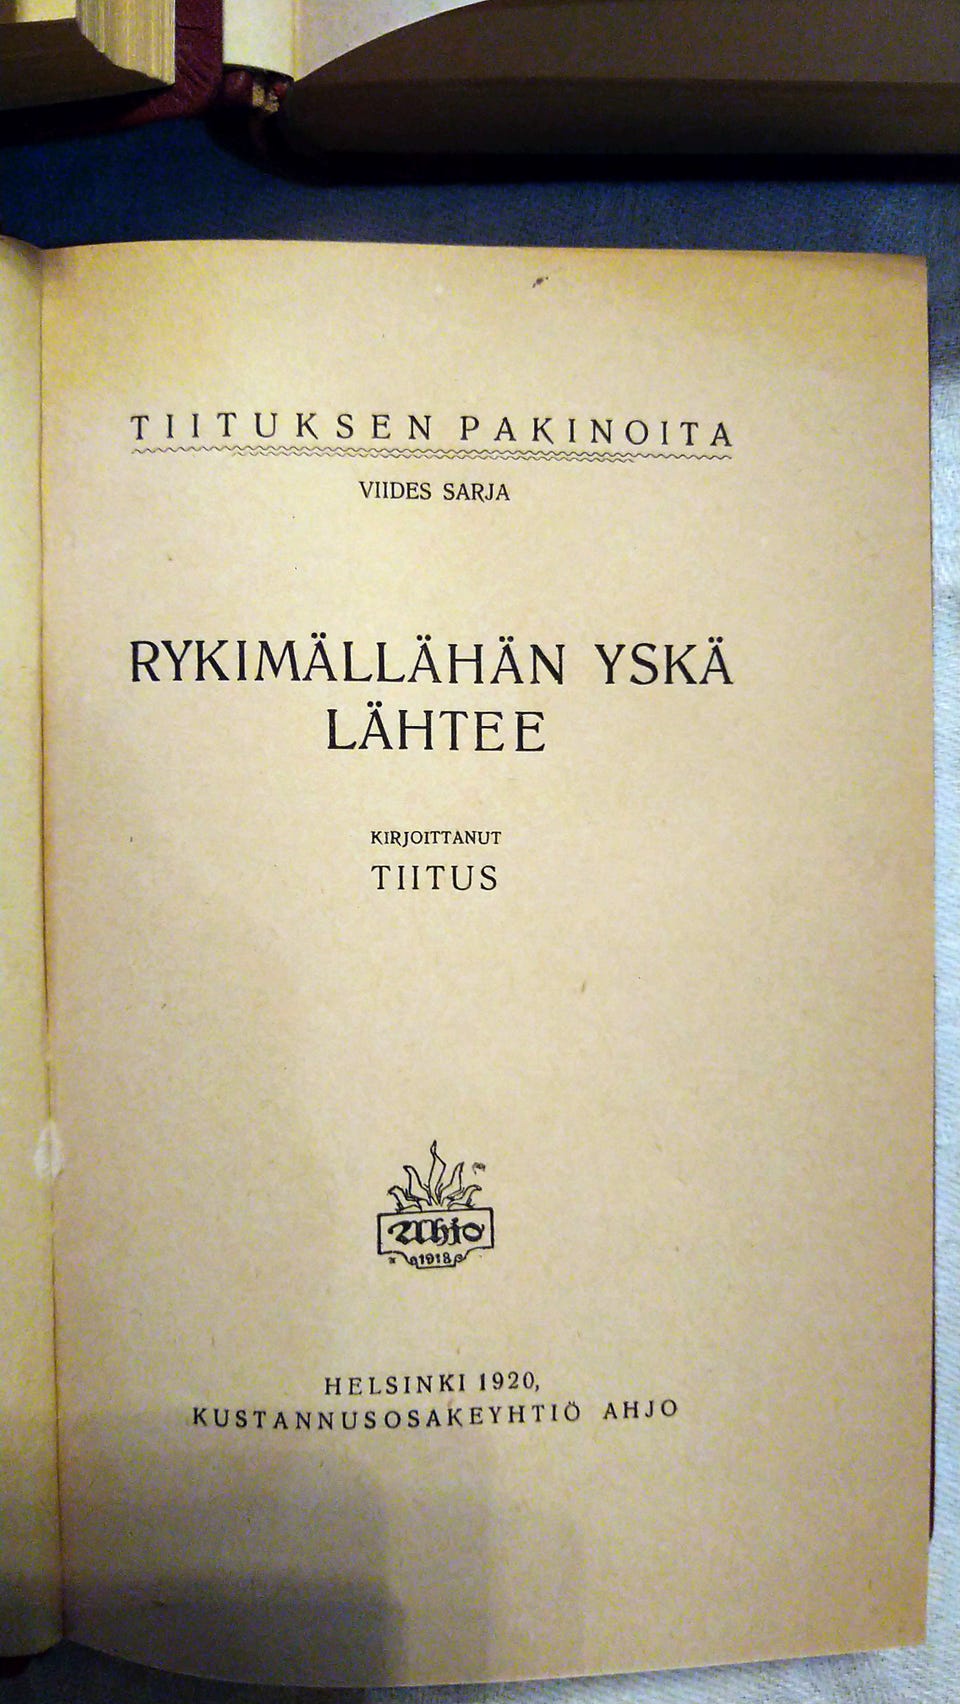 TIITUKSEN PAKINOITA
VIIDES SARJA
RYKIMÄLLÄHÄN YSKÄ
LÄHTEE
KIRJOITTANUT
TIITUS
Ahjo
1918
HELSINKI 1920,
KUSTANNUSOSAKEYHTIÖ AHJO